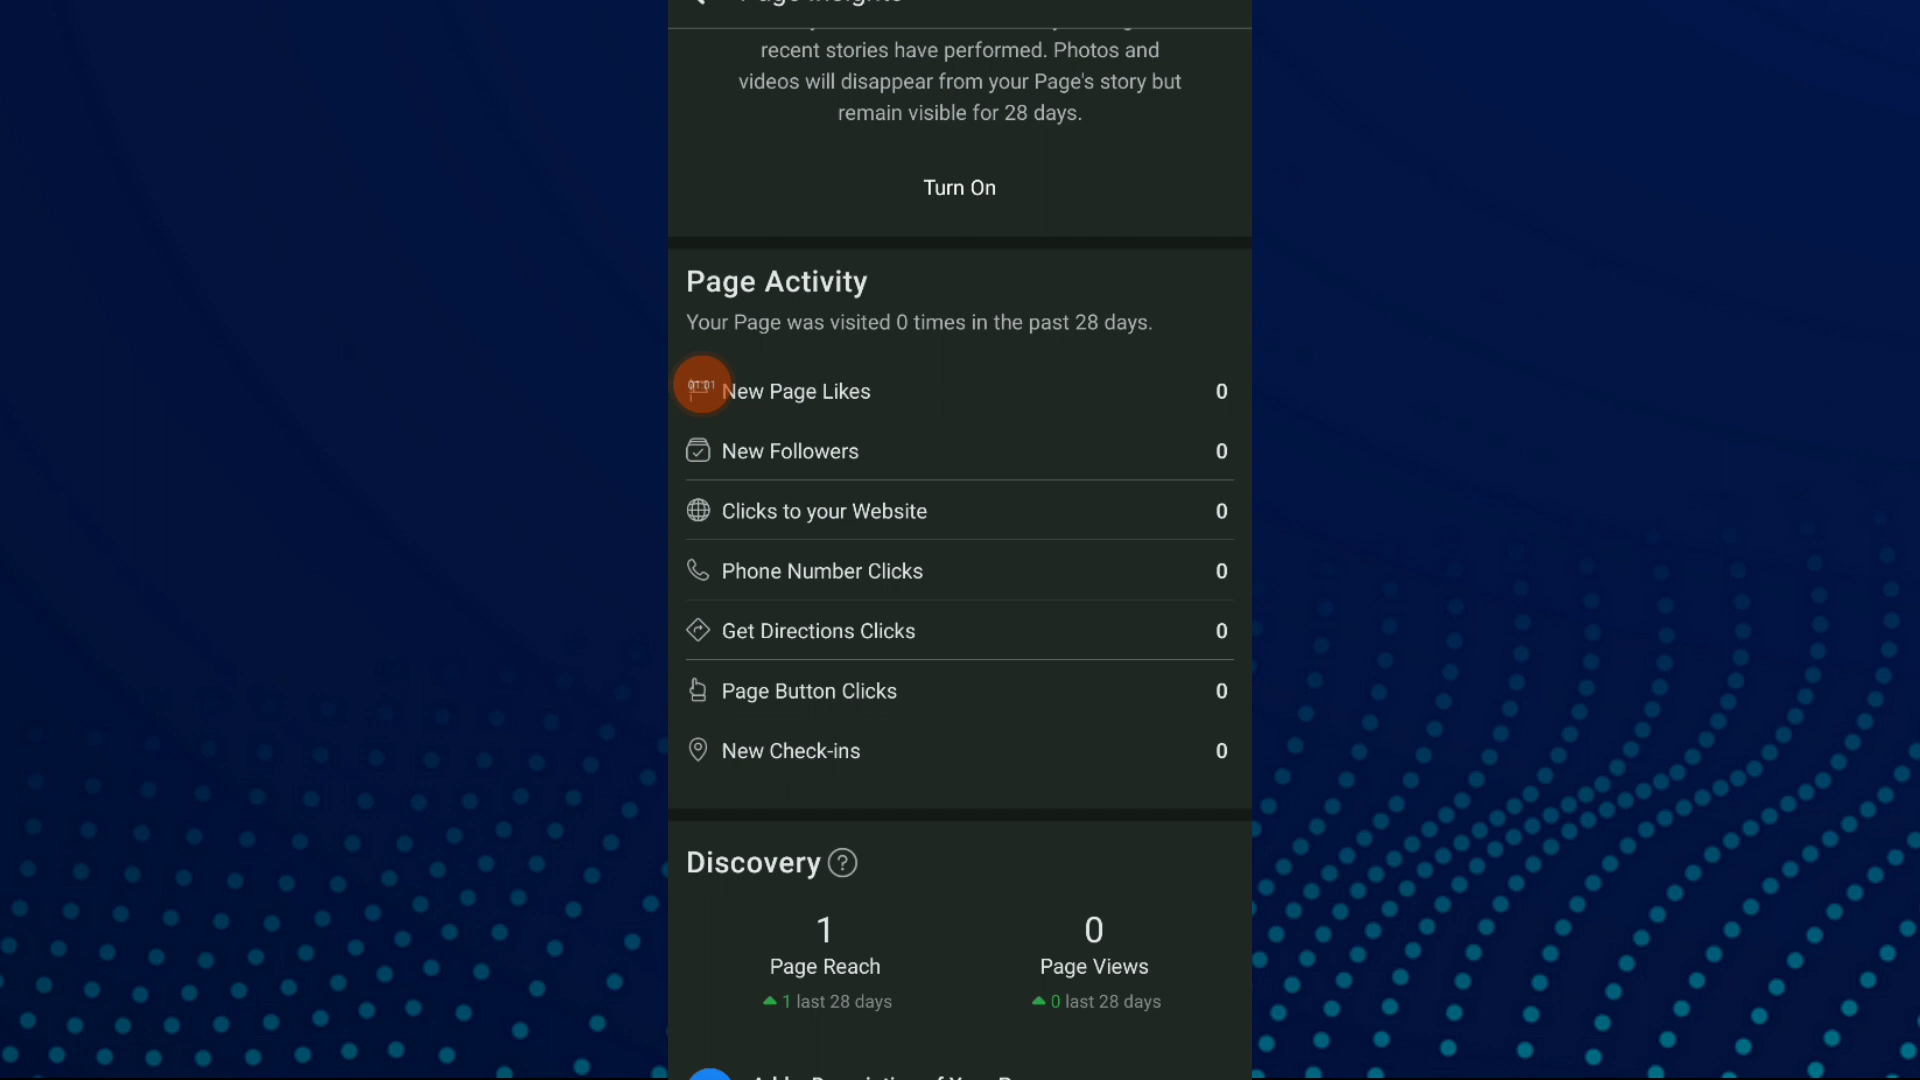 Page Insights
recent stories have performed. Photos and
videos will disappear from your Page's story but
remain visible for 28 days.
Turn On
Page Activity
Your Page was visited 0 times in the past 28 days.
01:01
New Page Likes 0
New Followers 0
Clicks to your Website 0
Phone Number Clicks 0
Get Directions Clicks 0
Page Button Clicks 0
New Check-ins 0
Discovery ?
1 0
Page Reach Page Views
1 last 28 days 0 last 28 days